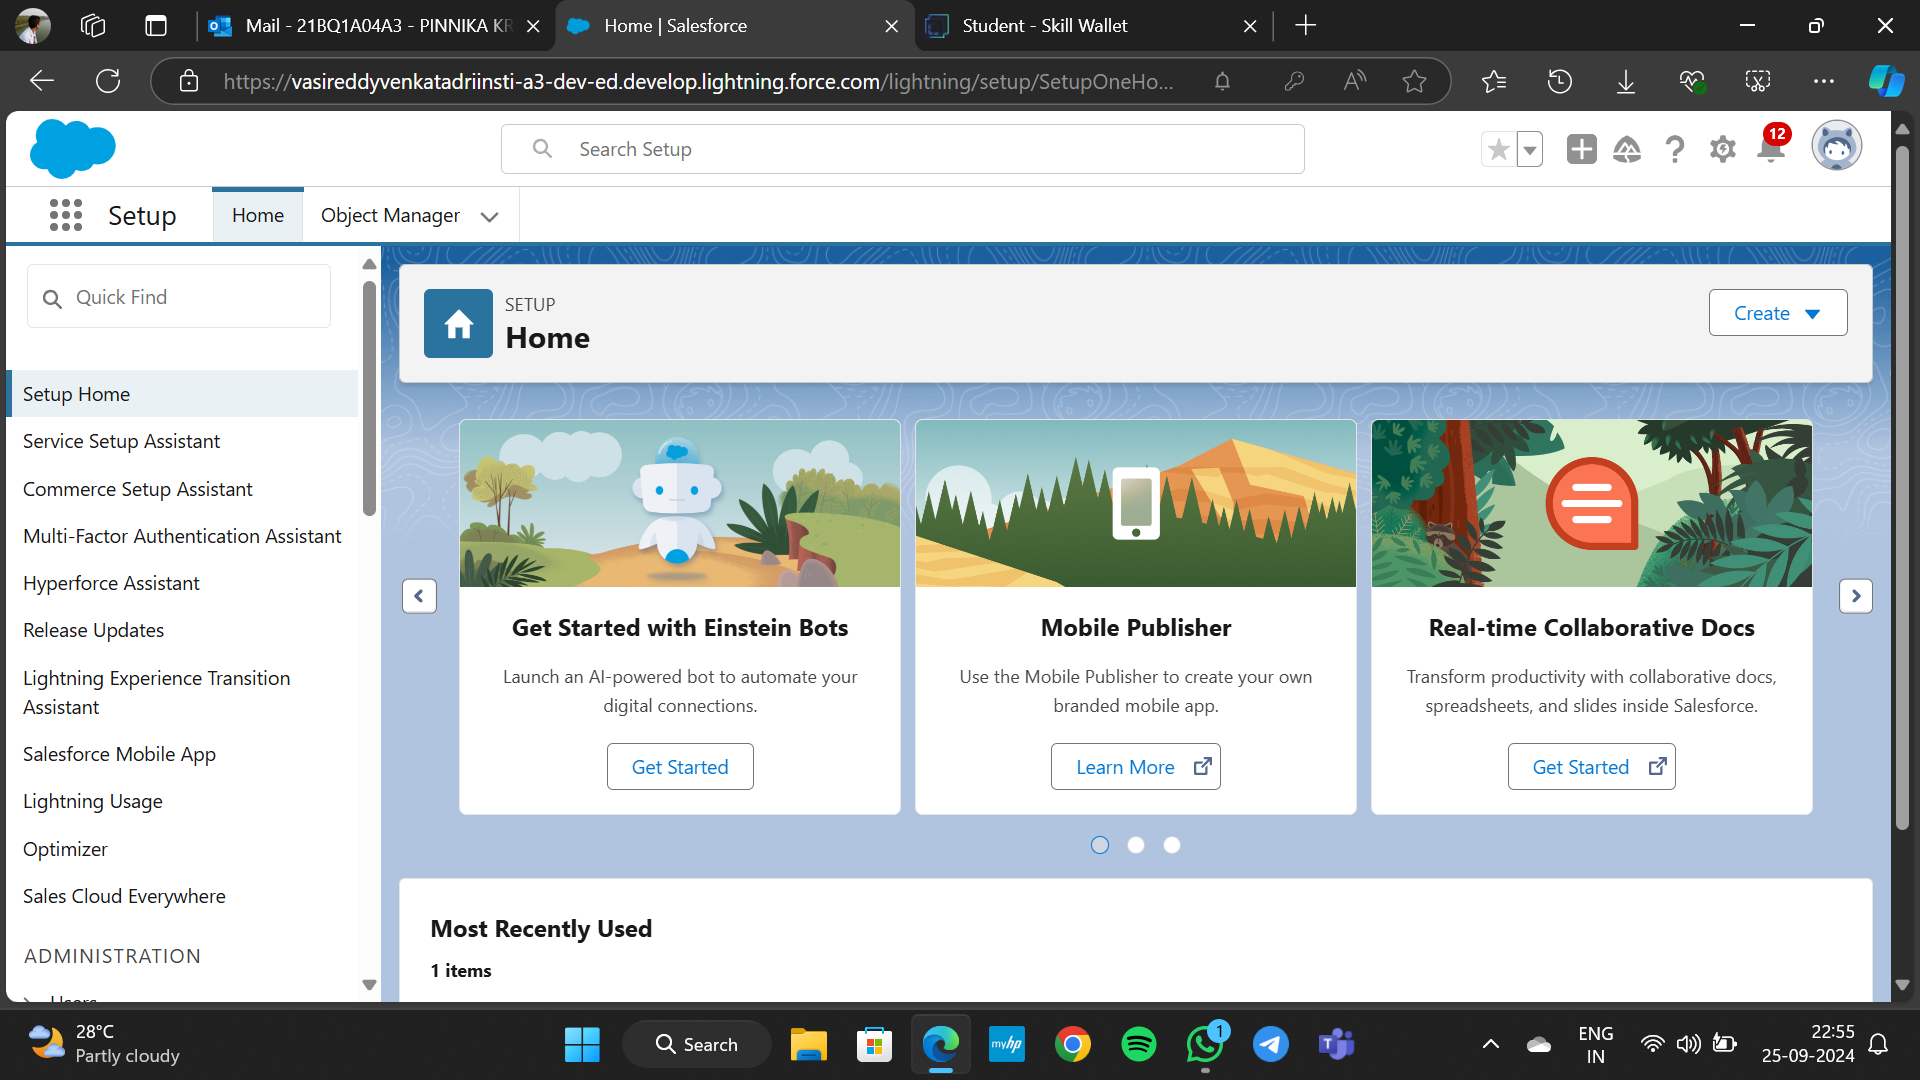 Mail - 21BQ1A04A3 - PINNIKA KR
Home | Salesforce
Student - Skill Wallet
https://vasireddyvenkatadriinsti-a3-dev-ed.develop.lightning.force.com/lightning/setup/SetupOneHo...
Search Setup
12
Setup
Home
Object Manager
Quick Find
Setup Home
Service Setup Assistant
Commerce Setup Assistant
Multi-Factor Authentication Assistant
Hyperforce Assistant
Release Updates
Lightning Experience Transition
Assistant
Salesforce Mobile App
Lightning Usage
Optimizer
Sales Cloud Everywhere
ADMINISTRATION
Users
SETUP
Home
Create
Get Started with Einstein Bots
Launch an AI-powered bot to automate your
digital connections.
Get Started
Mobile Publisher
Use the Mobile Publisher to create your own
branded mobile app.
Learn More
Real-time Collaborative Docs
Transform productivity with collaborative docs,
spreadsheets, and slides inside Salesforce.
Get Started
Most Recently Used
1 items
28°C
Partly cloudy
Search
myhp
1
ENG
IN
22:55
25-09-2024